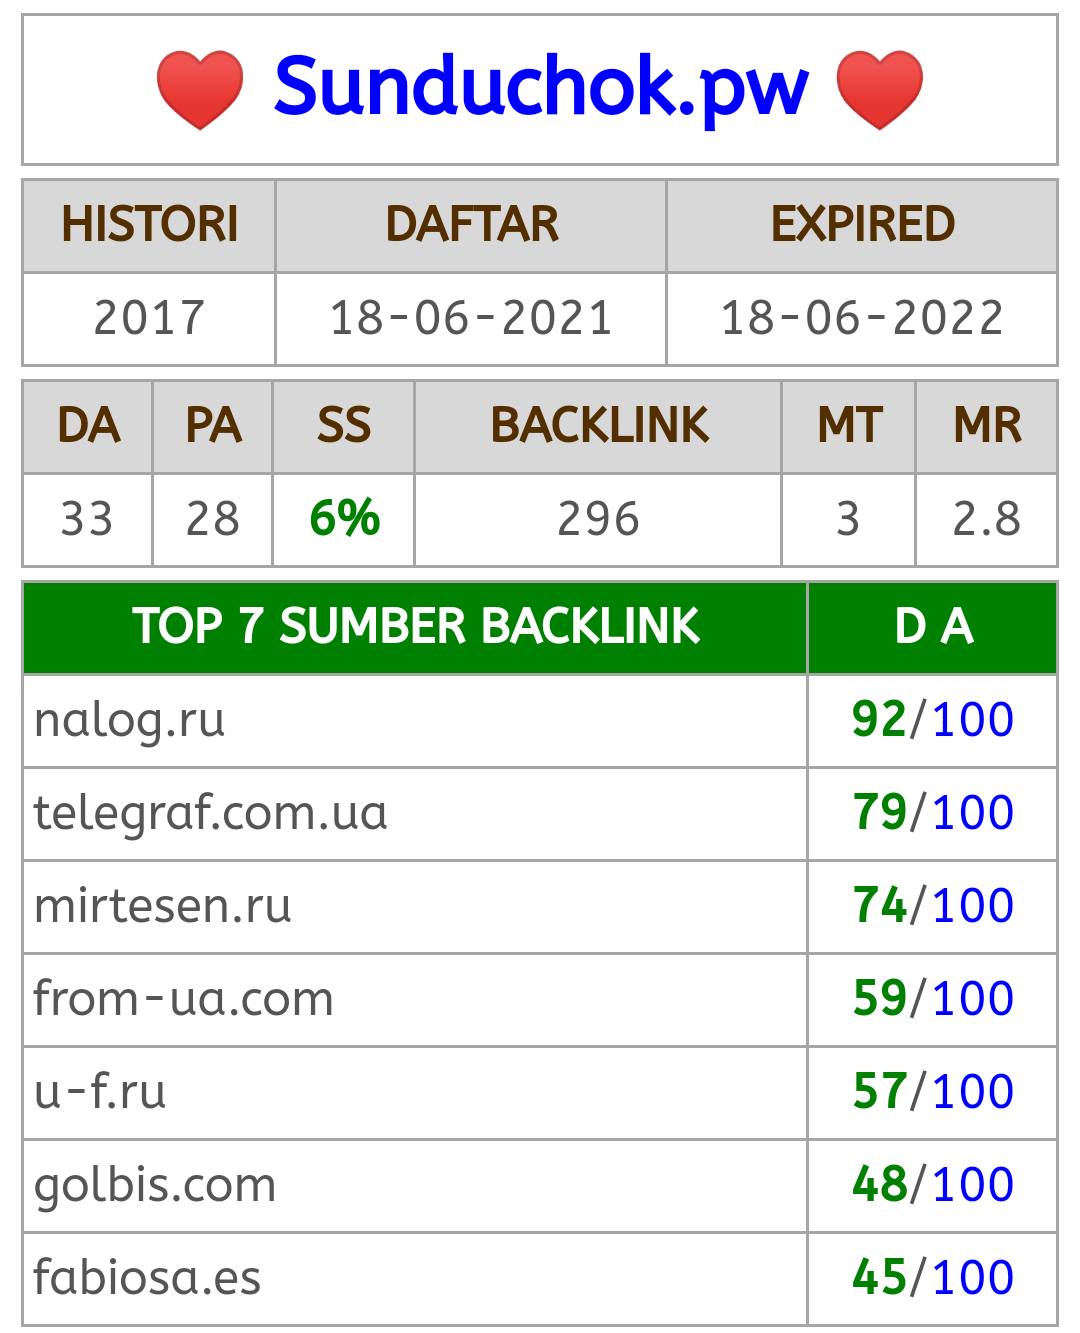 ❤️ Sunduchok.pw ❤️
HISTORI DAFTAR EXPIRED
2017 18-06-2021 18-06-2022
DA PA SS BACKLINK MT MR
33 28 6% 296 3 2.8
TOP 7 SUMBER BACKLINK D A
nalog.ru 92/100
telegraf.com.ua 79/100
mirtesen.ru 74/100
from-ua.com 59/100
u-f.ru 57/100
golbis.com 48/100
fabiosa.es 45/100